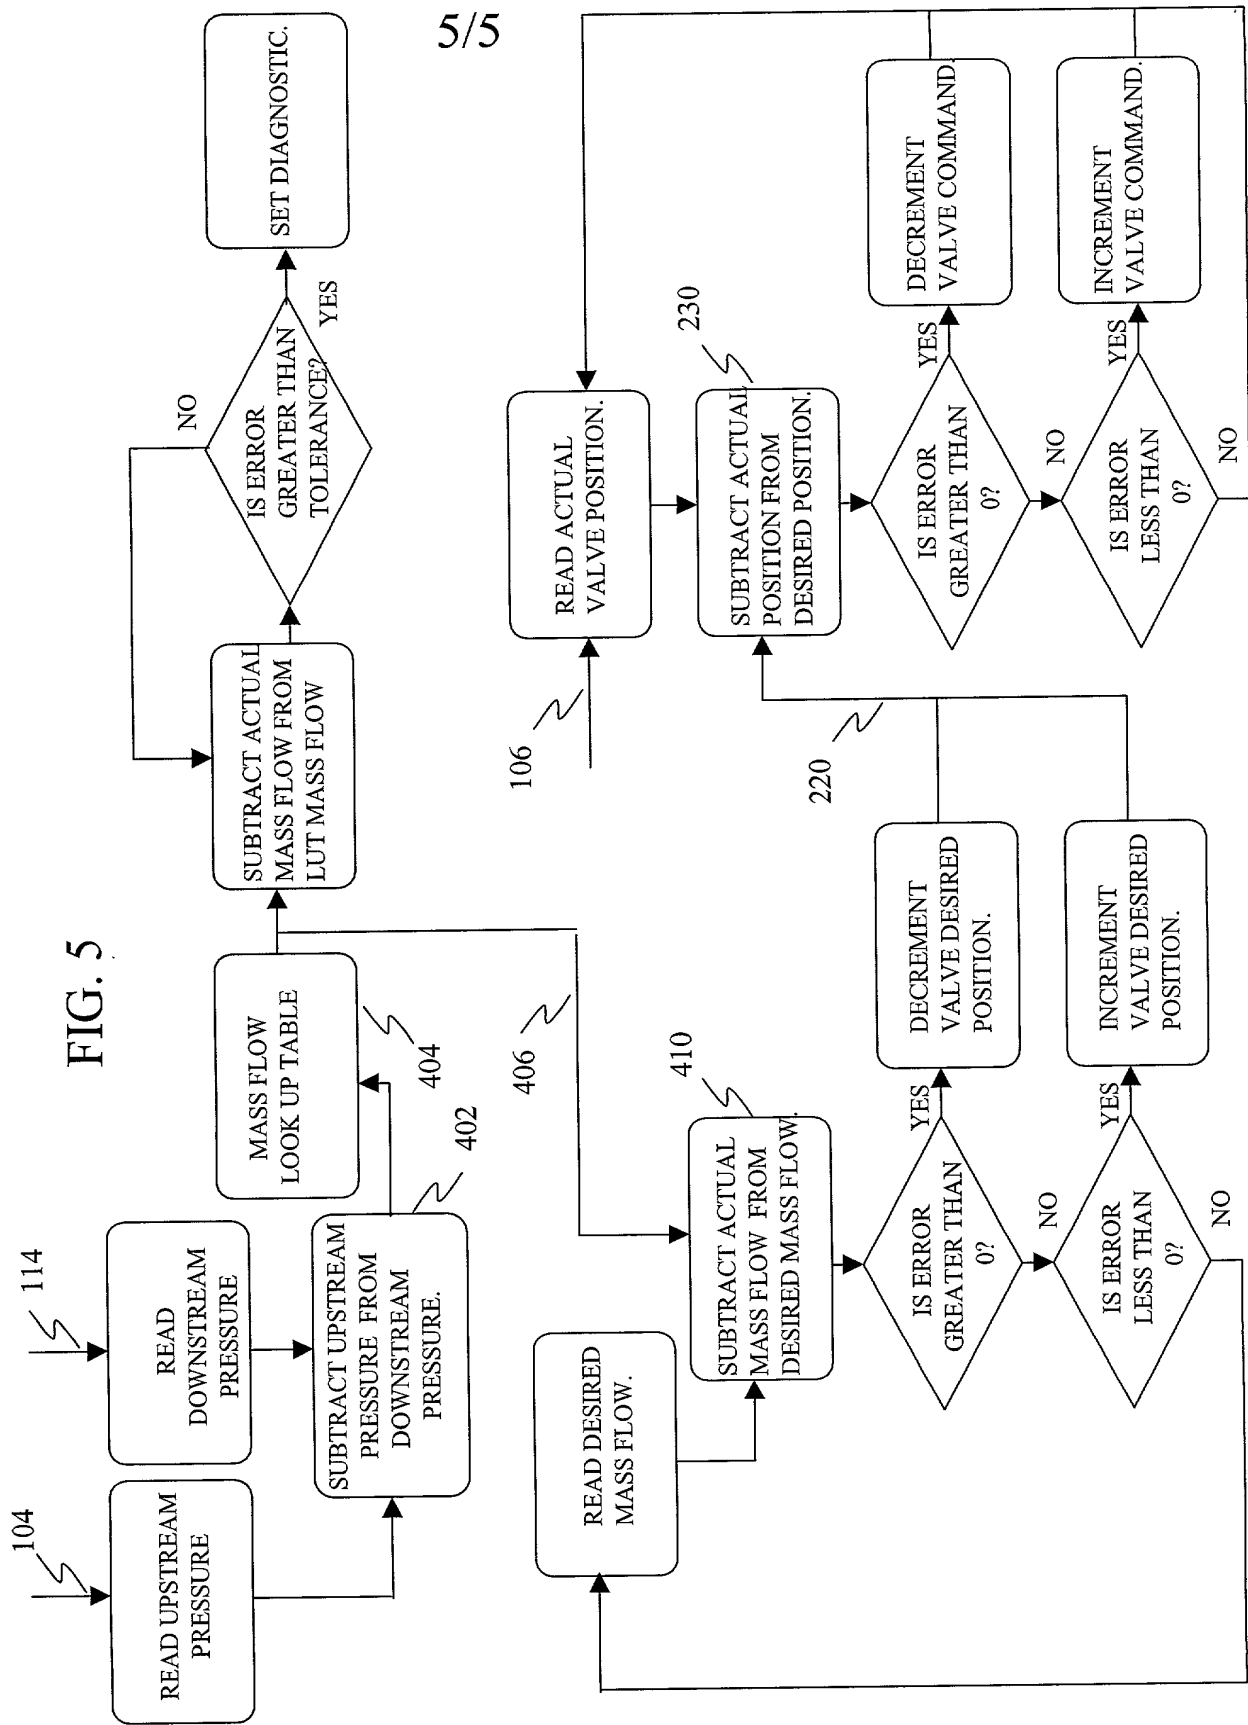 5/5
FIG. 5
104
READ UPSTREAM
PRESSURE
114
READ
DOWNSTREAM
PRESSURE
SUBTRACT UPSTREAM
PRESSURE FROM
DOWNSTREAM
PRESSURE.
402
MASS FLOW
LOOK UP TABLE
404
406
SUBTRACT ACTUAL
MASS FLOW FROM
LUT MASS FLOW
IS ERROR
GREATER THAN
TOLERANCE?
NO
YES
SET DIAGNOSTIC.
READ DESIRED
MASS FLOW.
SUBTRACT ACTUAL
MASS FLOW FROM
DESIRED MASS FLOW.
410
IS ERROR
GREATER THAN
0?
YES
NO
DECREMENT
VALVE DESIRED
POSITION.
IS ERROR
LESS THAN
0?
YES
NO
INCREMENT
VALVE DESIRED
POSITION.
220
106
READ ACTUAL
VALVE POSITION.
SUBTRACT ACTUAL
POSITION FROM
DESIRED POSITION.
230
IS ERROR
GREATER THAN
0?
YES
NO
DECREMENT
VALVE COMMAND.
IS ERROR
LESS THAN
0?
YES
NO
INCREMENT
VALVE COMMAND.